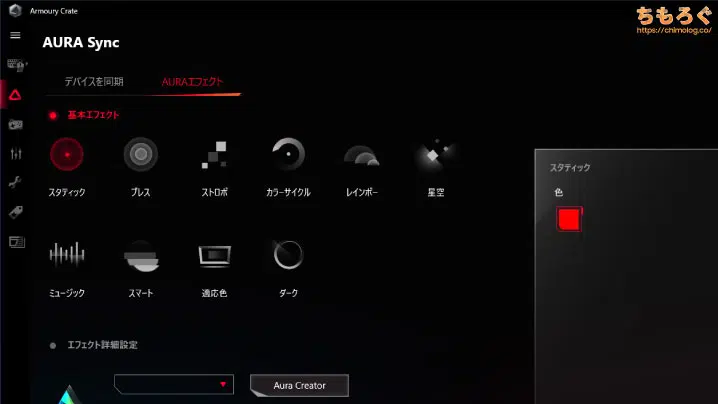 Armoury Crate
ちもろぐ
https://chimolog.co/
AURA Sync
デバイスを同期
AURAエフェクト
基本エフェクト
スタティック
ブレス
ストロボ
カラーサイクル
レインボー
星空
ミュージック
スマート
適応色
ダーク
スタティック
色
エフェクト詳細設定
Aura Creator